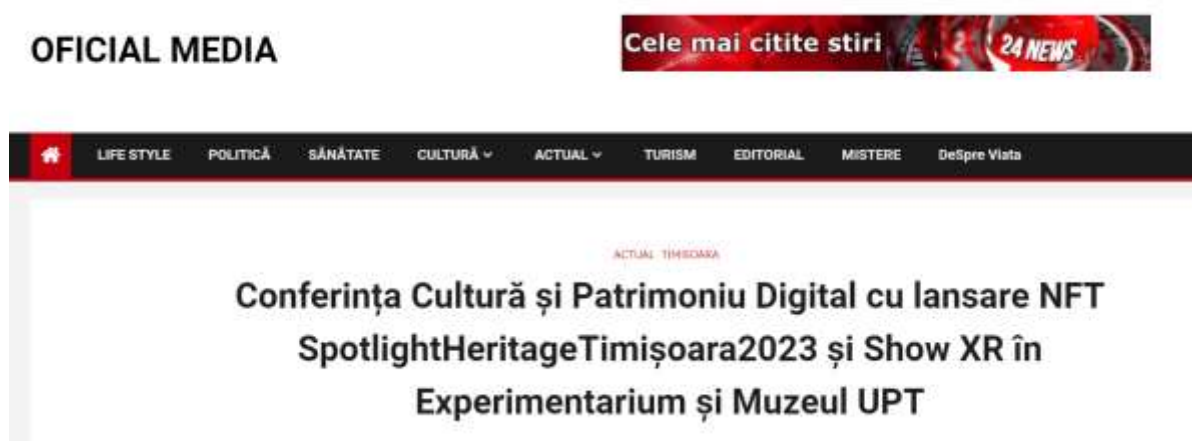 OFICIAL MEDIA
Cele mai citite stiri
24 NEWS
LIFE STYLE POLITICĂ SĂNĂTATE CULTURĂ ACTUAL TURISM EDITORIAL MISTERE DeSpre Viata
ACTUAL TIMISOARA
Conferința Cultură și Patrimoniu Digital cu lansare NFT
SpotlightHeritageTimișoara2023 și Show XR în
Experimentarium și Muzeul UPT